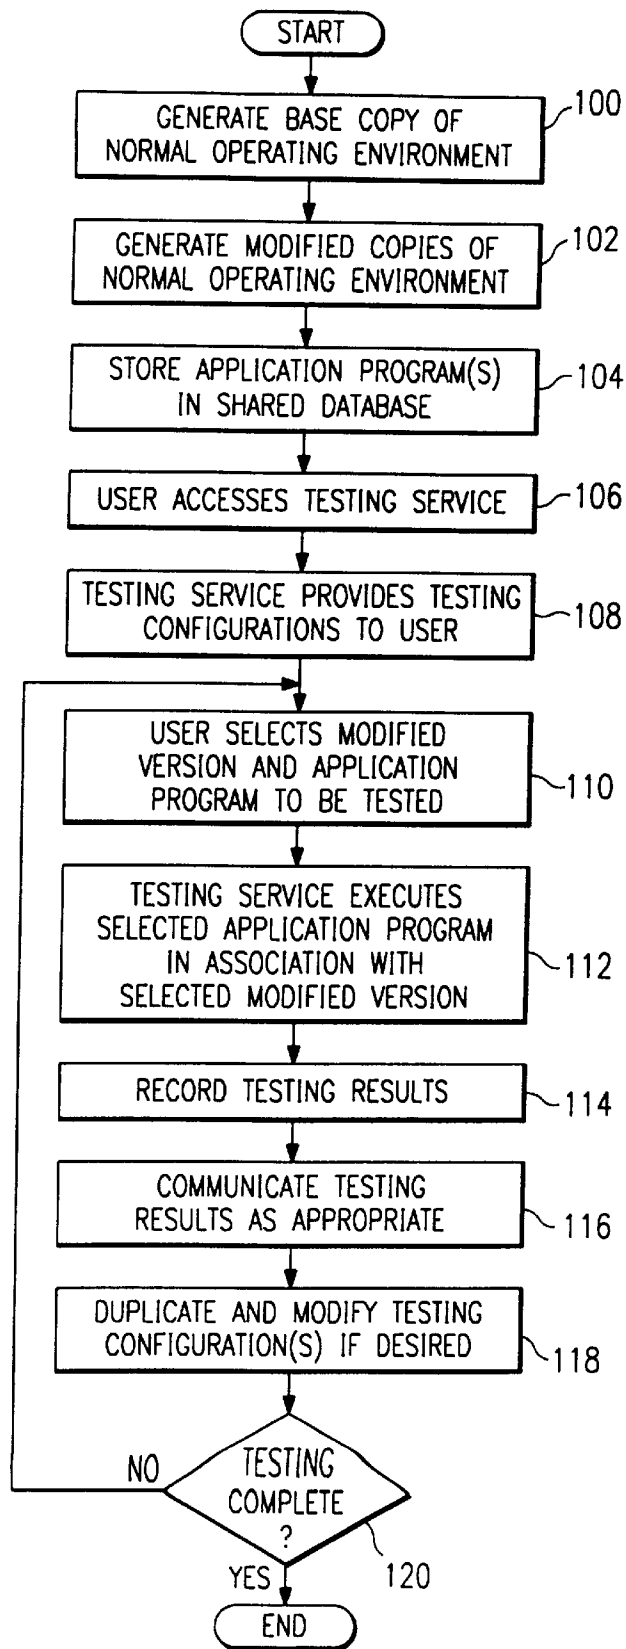 START
GENERATE BASE COPY OF
NORMAL OPERATING ENVIRONMENT
100
GENERATE MODIFIED COPIES OF
NORMAL OPERATING ENVIRONMENT
102
STORE APPLICATION PROGRAM(S)
IN SHARED DATABASE
104
USER ACCESSES TESTING SERVICE
106
TESTING SERVICE PROVIDES TESTING
CONFIGURATIONS TO USER
108
USER SELECTS MODIFIED
VERSION AND APPLICATION
PROGRAM TO BE TESTED
110
TESTING SERVICE EXECUTES
SELECTED APPLICATION PROGRAM
IN ASSOCIATION WITH
SELECTED MODIFIED VERSION
112
RECORD TESTING RESULTS
114
COMMUNICATE TESTING
RESULTS AS APPROPRIATE
116
DUPLICATE AND MODIFY TESTING
CONFIGURATION(S) IF DESIRED
118
NO
TESTING
COMPLETE
?
120
YES
END